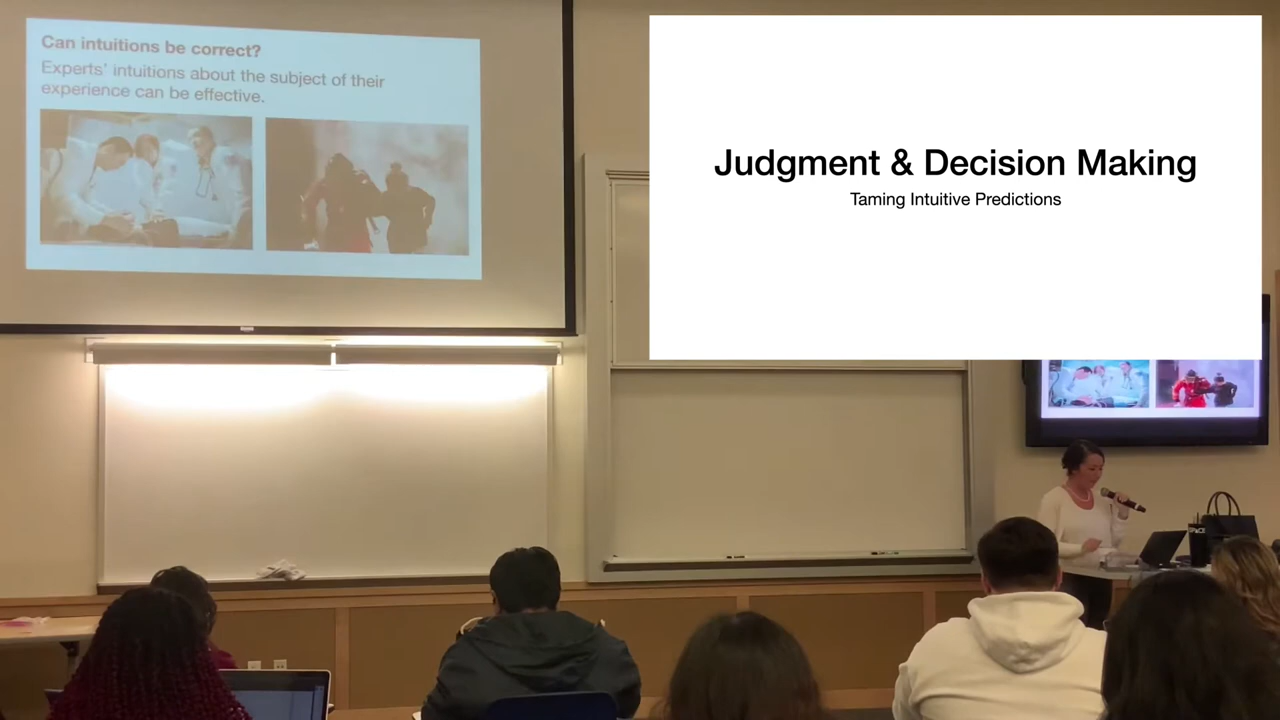 Can intuitions be correct?
Experts' intuitions about the subject of their
experience can be effective.
Judgment & Decision Making
Taming Intuitive Predictions